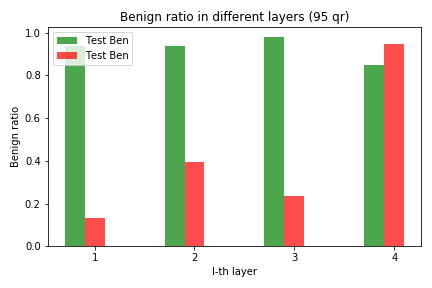 Benign ratio in different layers (95 qr)
Test Ben
Test Ben
1.0
0.8
0.6
0.4
0.2
0.0
Benign ratio
1 2 3 4
l-th layer